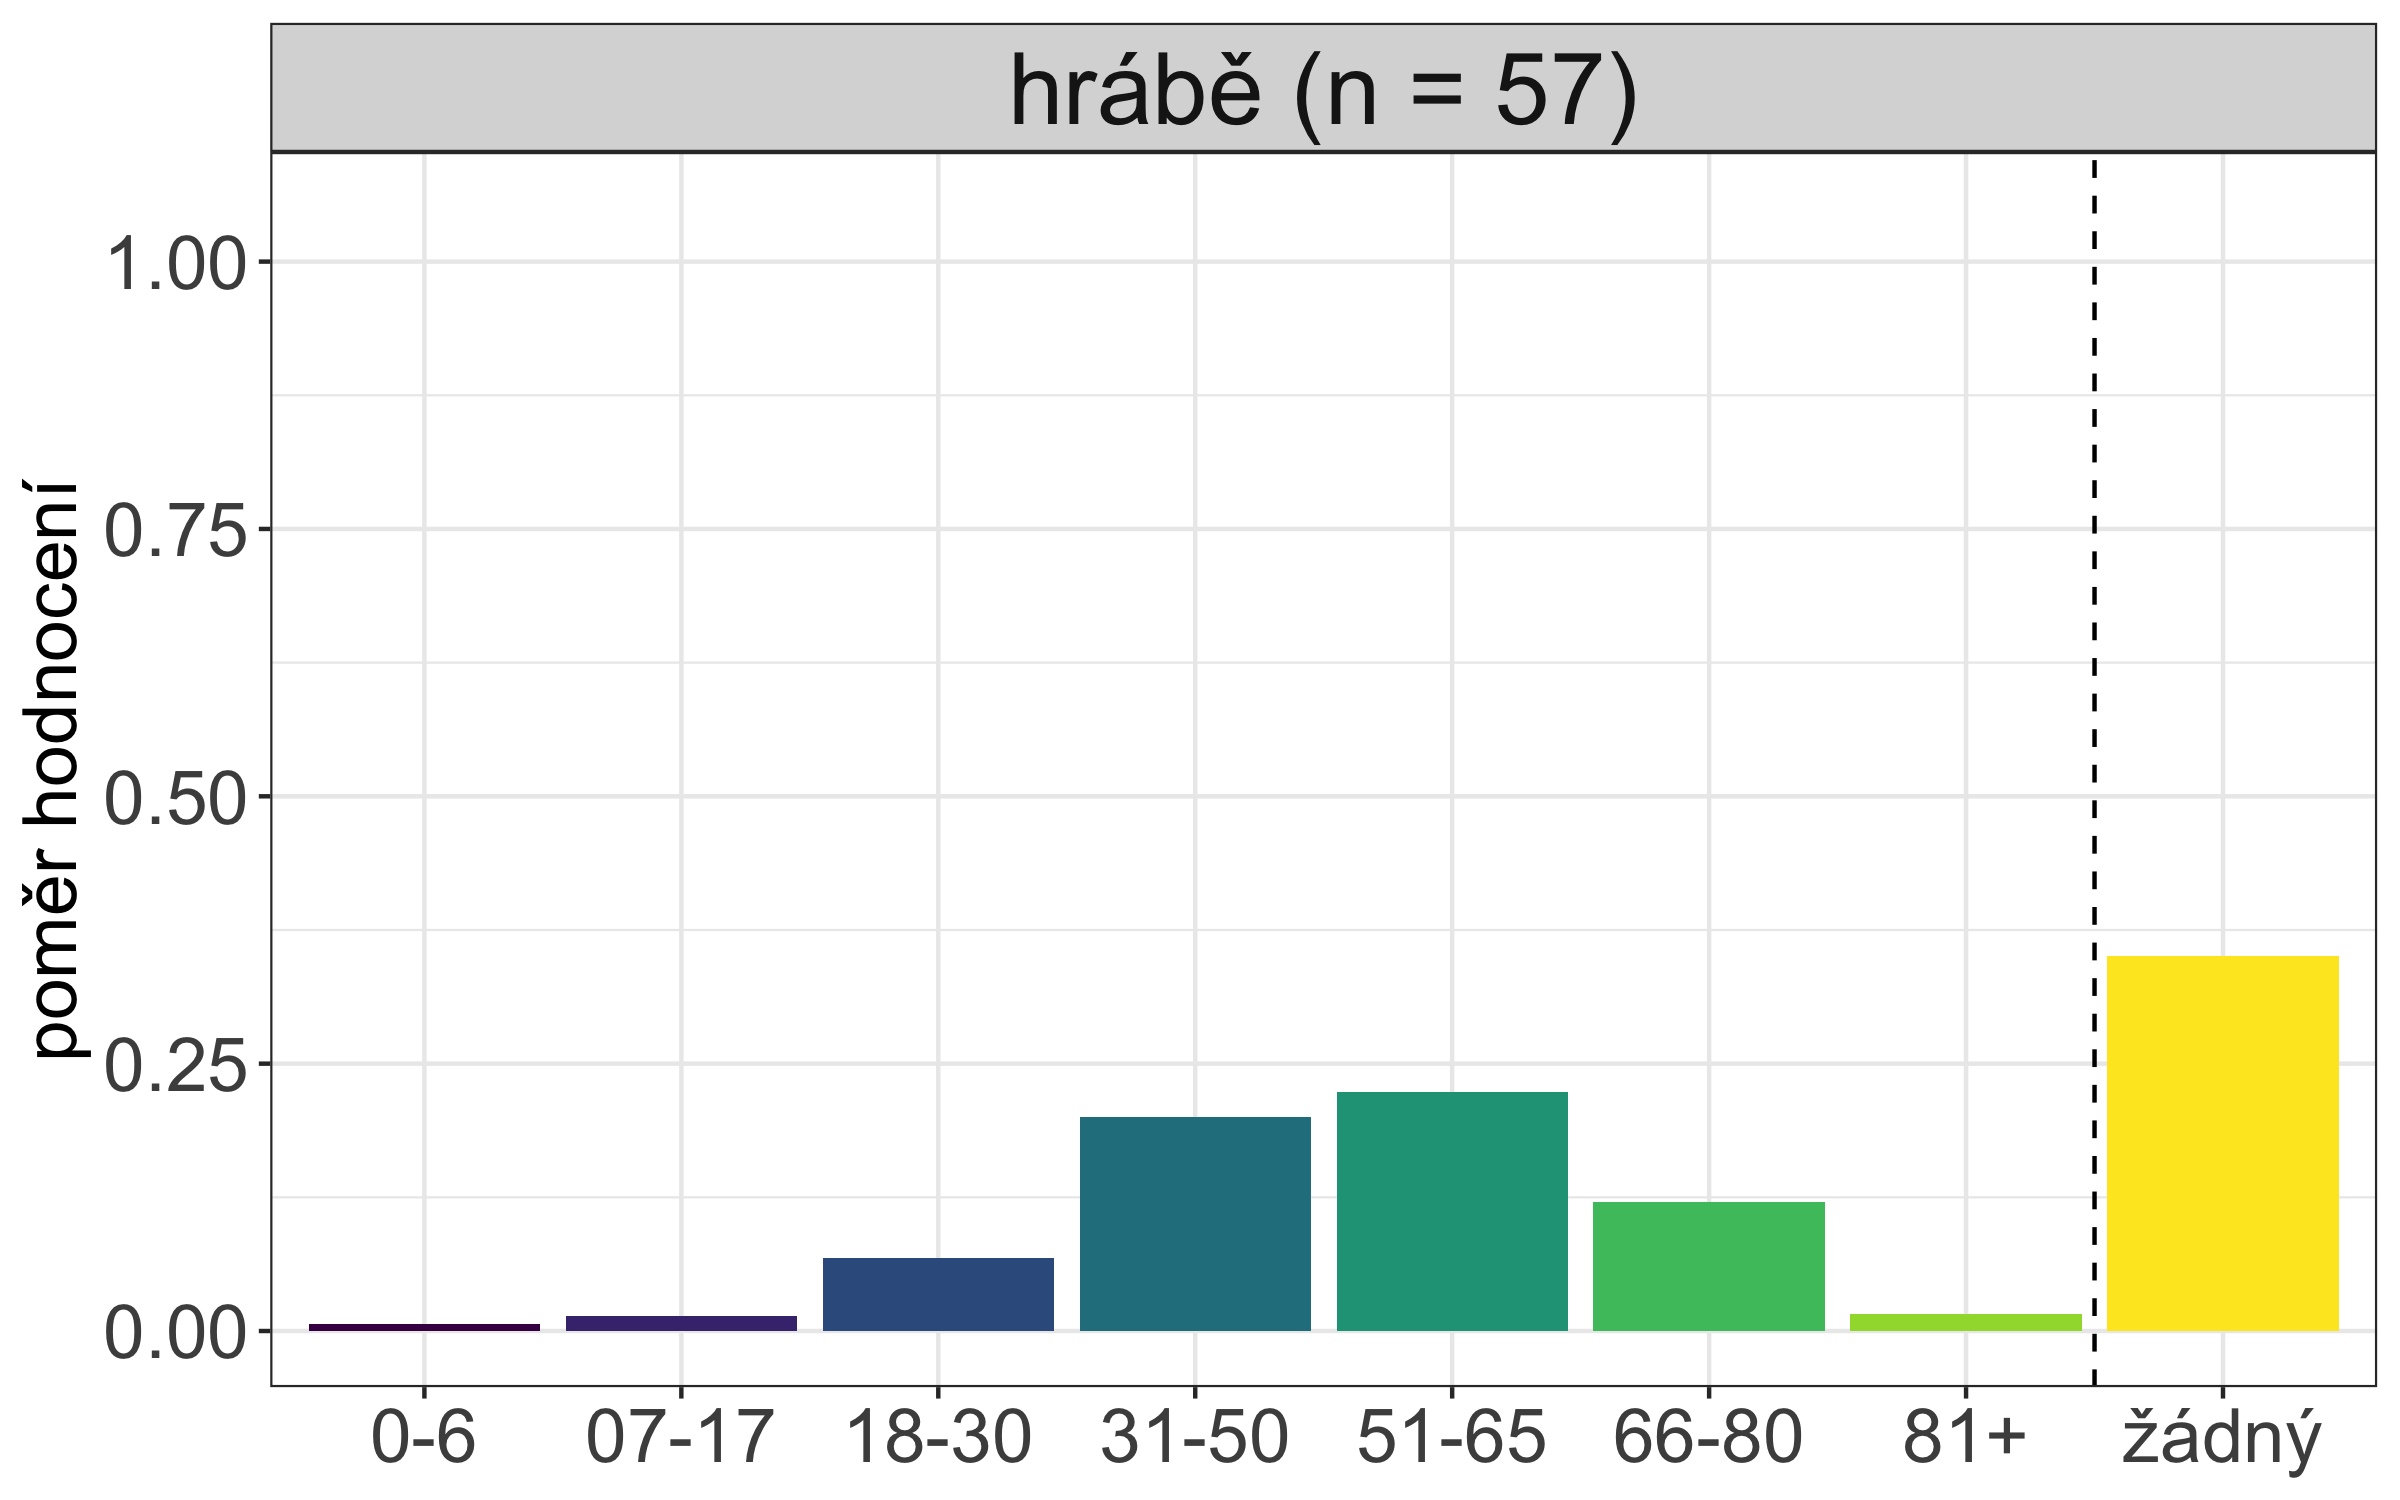 hrábě (n = 57)
poměr hodnocení
1.00
0.75
0.50
0.25
0.00
0-6 07-17 18-30 31-50 51-65 66-80 81+ žádný